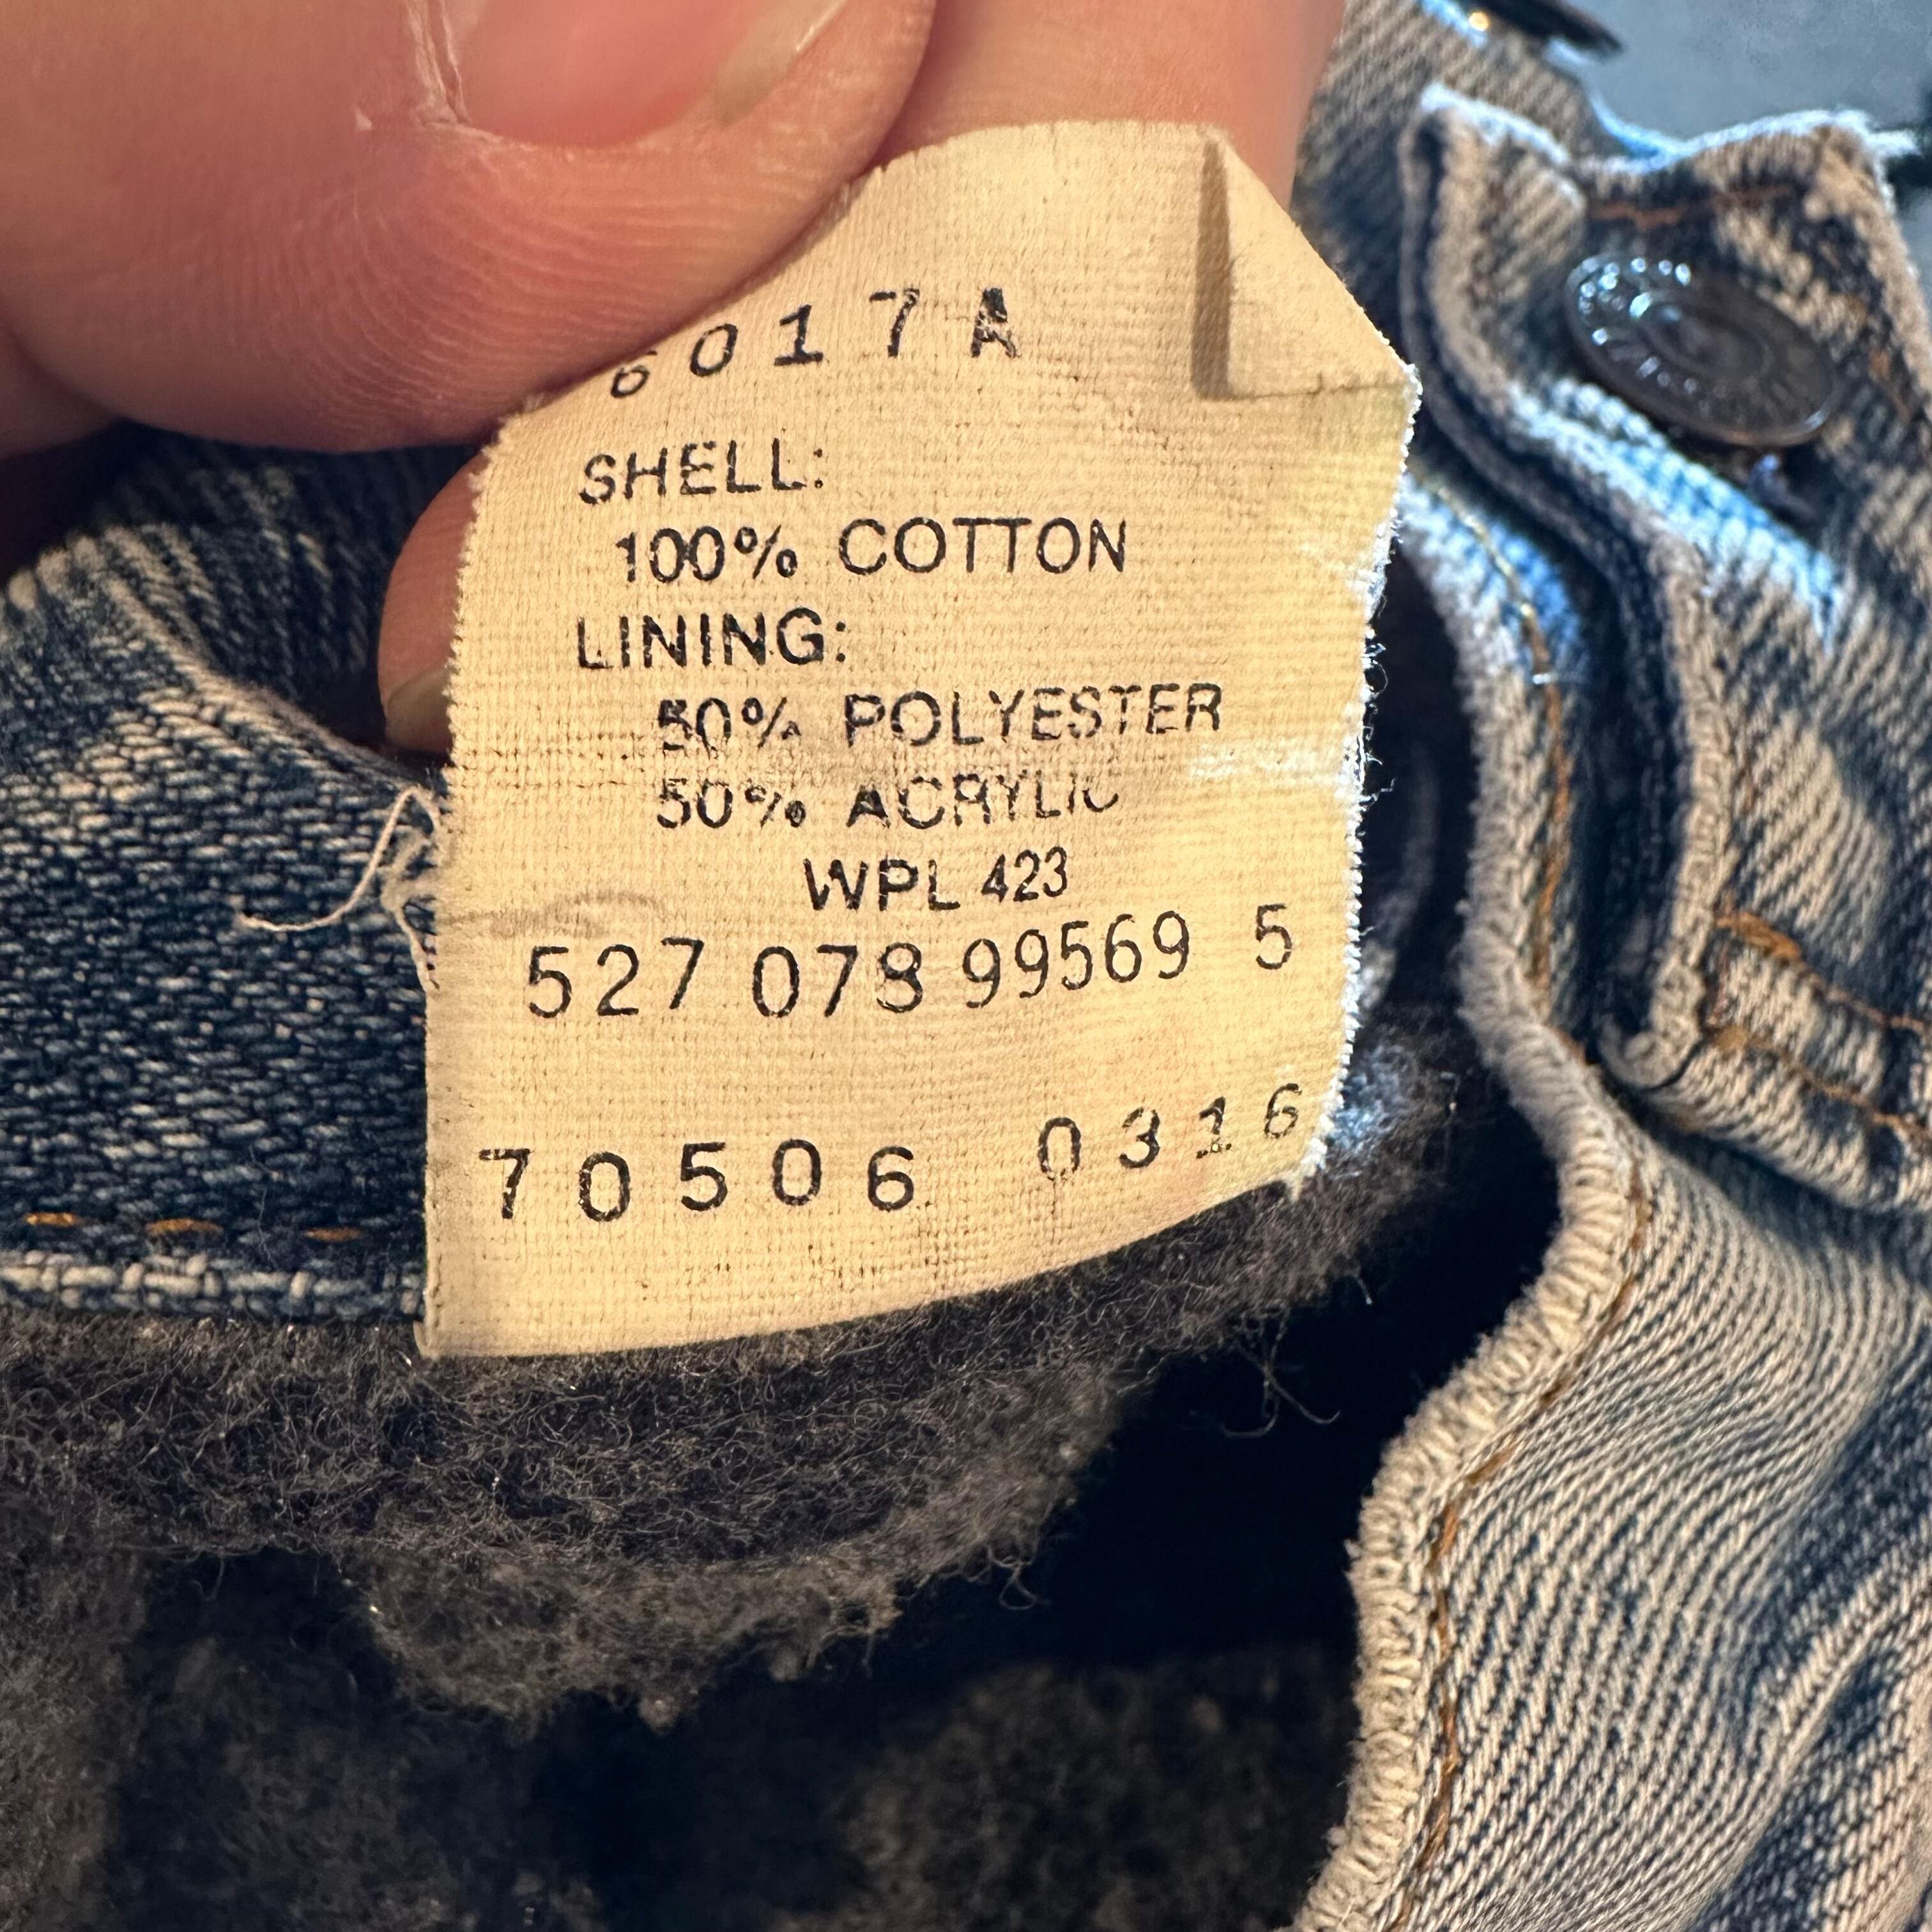 6017A
SHELL:
100% COTTON
LINING:
50% POLYESTER
50% ACRYLIC
WPL 423
527 078 99569 5
70506 0316